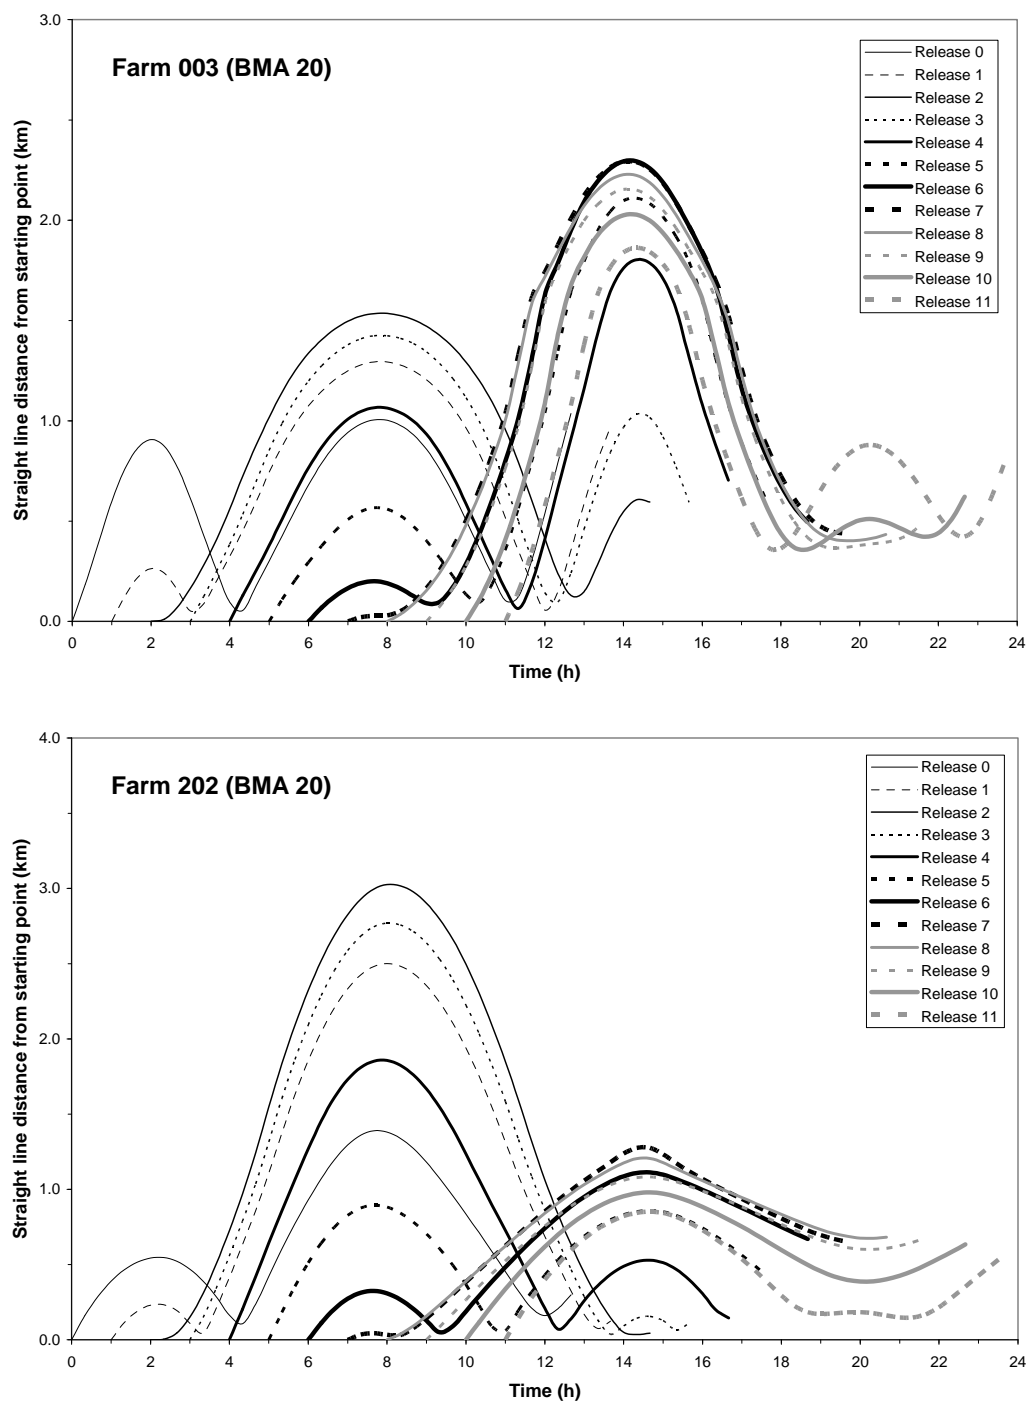 3.0
Farm 003 (BMA 20)
Release 0
Release 1
Release 2
Release 3
Release 4
Release 5
Release 6
Release 7
Release 8
Release 9
Release 10
Release 11
2.0
1.0
0.0
Straight line distance from starting point (km)
0 2 4 6 8 10 12 14 16 18 20 22 24
Time (h)
4.0
Farm 202 (BMA 20)
Release 0
Release 1
Release 2
Release 3
Release 4
Release 5
Release 6
Release 7
Release 8
Release 9
Release 10
Release 11
3.0
2.0
1.0
0.0
Straight line distance from starting point (km)
0 2 4 6 8 10 12 14 16 18 20 22 24
Time (h)